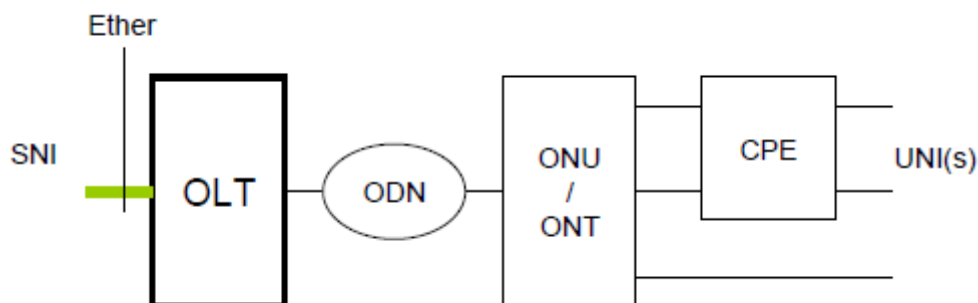 Ether
SNI
OLT
ODN
ONU
/
ONT
CPE
UNI(s)